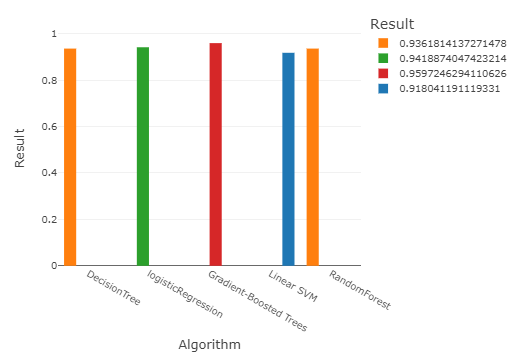 Result
0.9361814137271478
0.9418874047423214
0.9597246294110626
0.918041191119331
Result
1
0.8
0.6
0.4
0.2
0
DecisionTree
logisticRegression
Gradient-Boosted Trees
Linear SVM
RandomForest
Algorithm